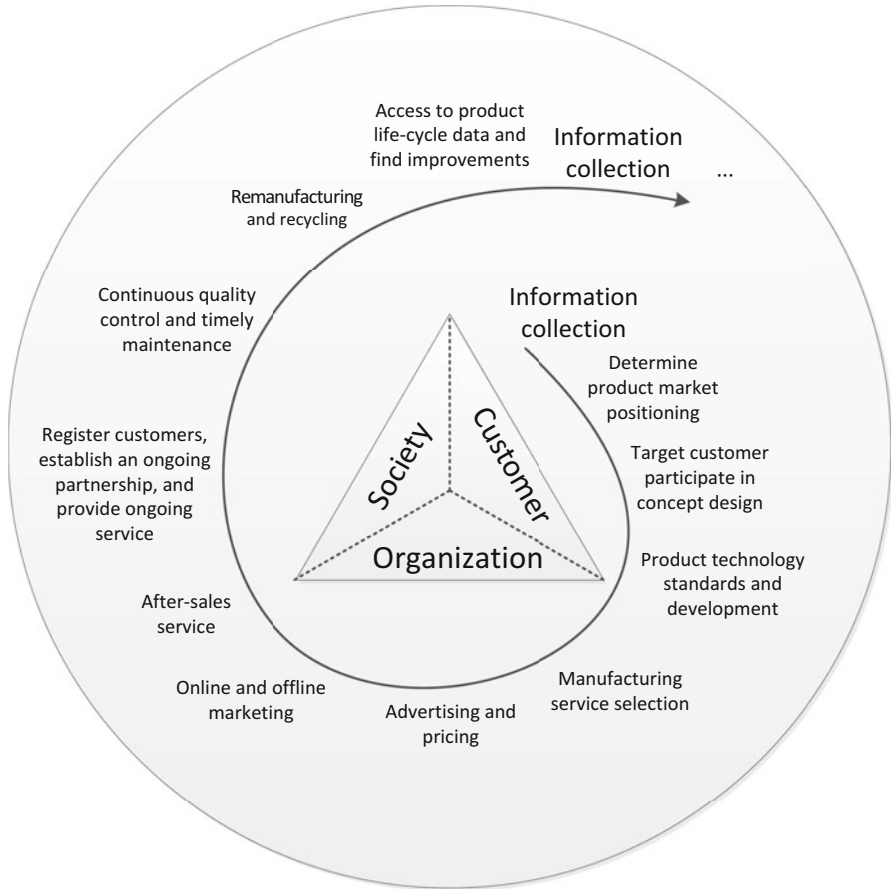 Access to product
life-cycle data and
find improvements
Information
collection
...
Remanufacturing
and recycling
Continuous quality
control and timely
maintenance
Information
collection
Determine
product market
positioning
Register customers,
establish an ongoing
partnership, and
provide ongoing
service
Society
Customer
Organization
Target customer
participate in
concept design
Product technology
standards and
development
After-sales
service
Manufacturing
service selection
Online and offline
marketing
Advertising and
pricing